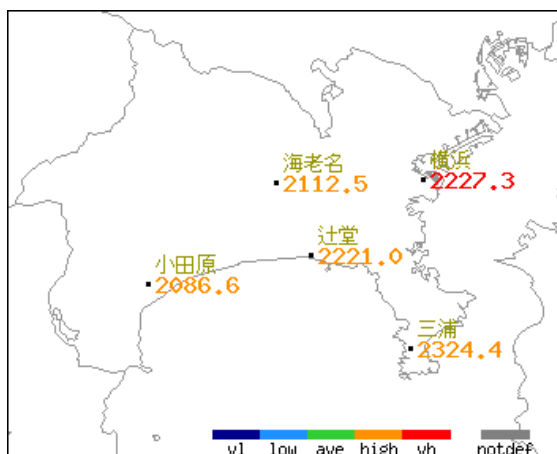 海老名
2112.5
横浜
2227.3
辻堂
2221.0
小田原
2086.6
三浦
2324.4
vl low ave high vh notdef